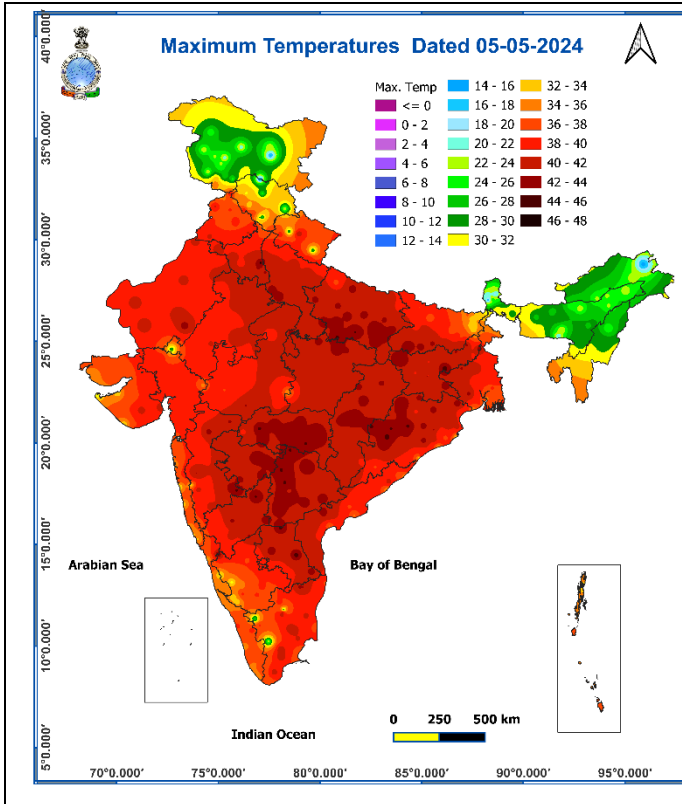 Maximum Temperatures Dated 05-05-2024
Max. Temp
<= 0
0 - 2
2 - 4
4 - 6
6 - 8
8 - 10
10 - 12
12 - 14
14 - 16
16 - 18
18 - 20
20 - 22
22 - 24
24 - 26
26 - 28
28 - 30
30 - 32
32 - 34
34 - 36
36 - 38
38 - 40
40 - 42
42 - 44
44 - 46
46 - 48
40°0.000'
35°0.000'
30°0.000'
25°0.000'
20°0.000'
15°0.000'
10°0.000'
5°0.000'
Arabian Sea
Bay of Bengal
Indian Ocean
0 250 500 km
70°0.000' 75°0.000' 80°0.000' 85°0.000' 90°0.000' 95°0.000'